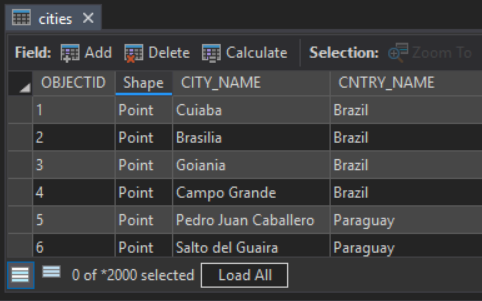 cities
Field: Add Delete Calculate Selection: Zoom To
OBJECTID Shape CITY_NAME CNTRY_NAME
1 Point Cuiaba Brazil
2 Point Brasilia Brazil
3 Point Goiania Brazil
4 Point Campo Grande Brazil
5 Point Pedro Juan Caballero Paraguay
6 Point Salto del Guaira Paraguay
0 of *2000 selected Load All